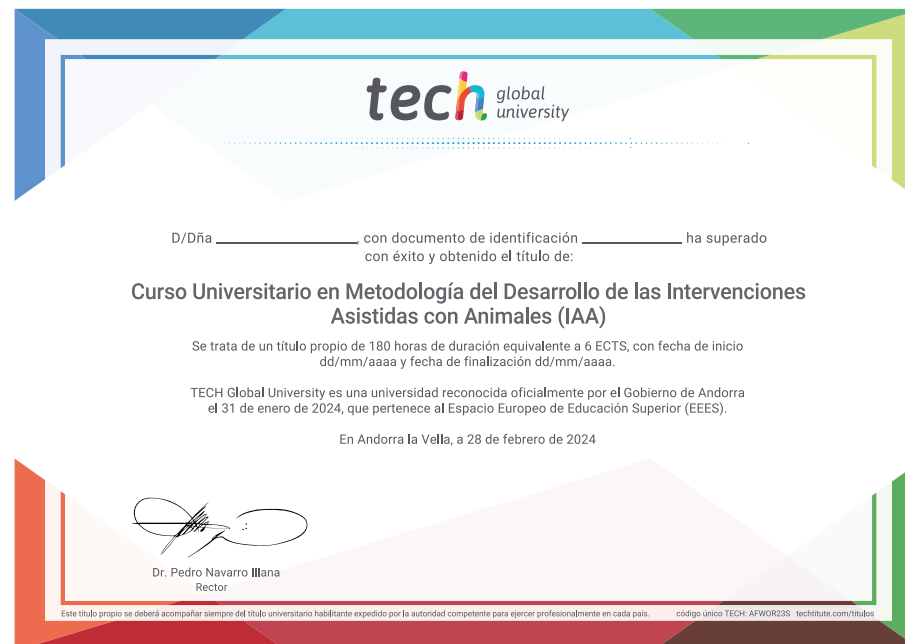 tech global university
D/Dña ____________________, con documento de identificación ______________ ha superado
con éxito y obtenido el título de:
Curso Universitario en Metodología del Desarrollo de las Intervenciones
Asistidas con Animales (IAA)
Se trata de un título propio de 180 horas de duración equivalente a 6 ECTS, con fecha de inicio
dd/mm/aaaa y fecha de finalización dd/mm/aaaa.
TECH Global University es una universidad reconocida oficialmente por el Gobierno de Andorra
el 31 de enero de 2024, que pertenece al Espacio Europeo de Educación Superior (EEES).
En Andorra la Vella, a 28 de febrero de 2024
Dr. Pedro Navarro Illana
Rector
Este título propio se deberá acompañar siempre del título universitario habilitante expedido por la autoridad competente para ejercer profesionalmente en cada país. código único TECH: AFWOR23S techtitute.com/titulos